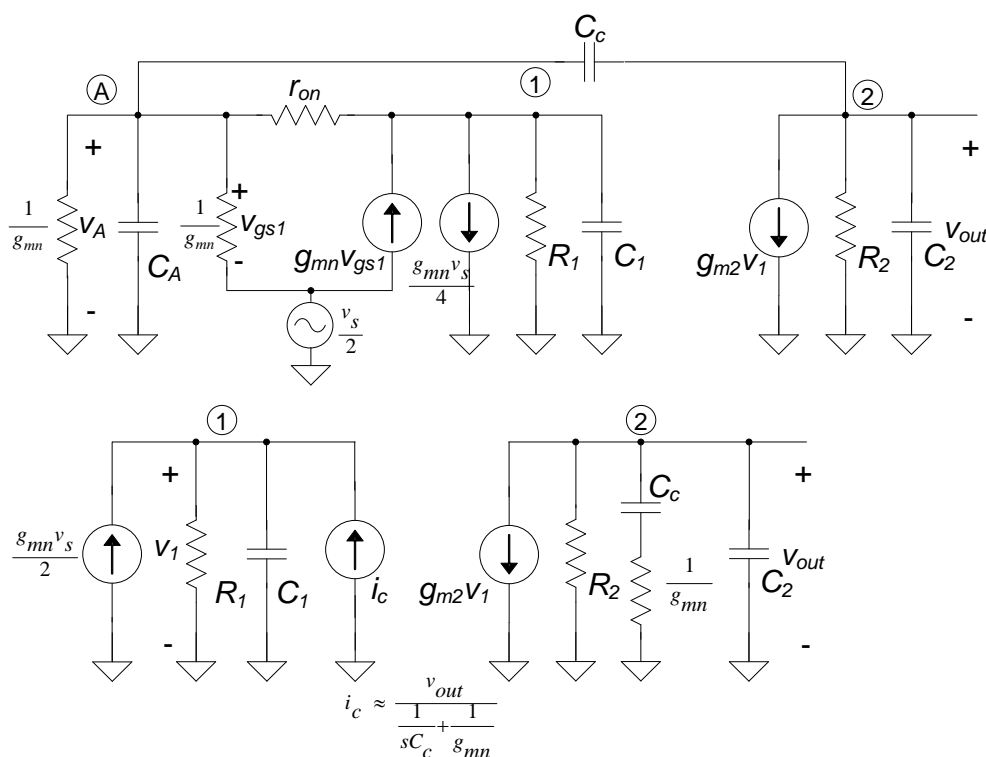 C_c
A
r_on
1
2
+
1/g_mn
v_A
-
C_A
1/g_mn
+
v_gs1
-
g_mn v_gs1
g_mn v_s / 4
R_1
C_1
v_s / 2
g_m2 v_1
R_2
C_2
+
v_out
-
1
2
g_mn v_s / 2
+
v_1
-
R_1
C_1
i_c
g_m2 v_1
R_2
C_c
1/g_mn
C_2
+
v_out
-
i_c ≈ v_out / (1/(sC_c) + 1/g_mn)